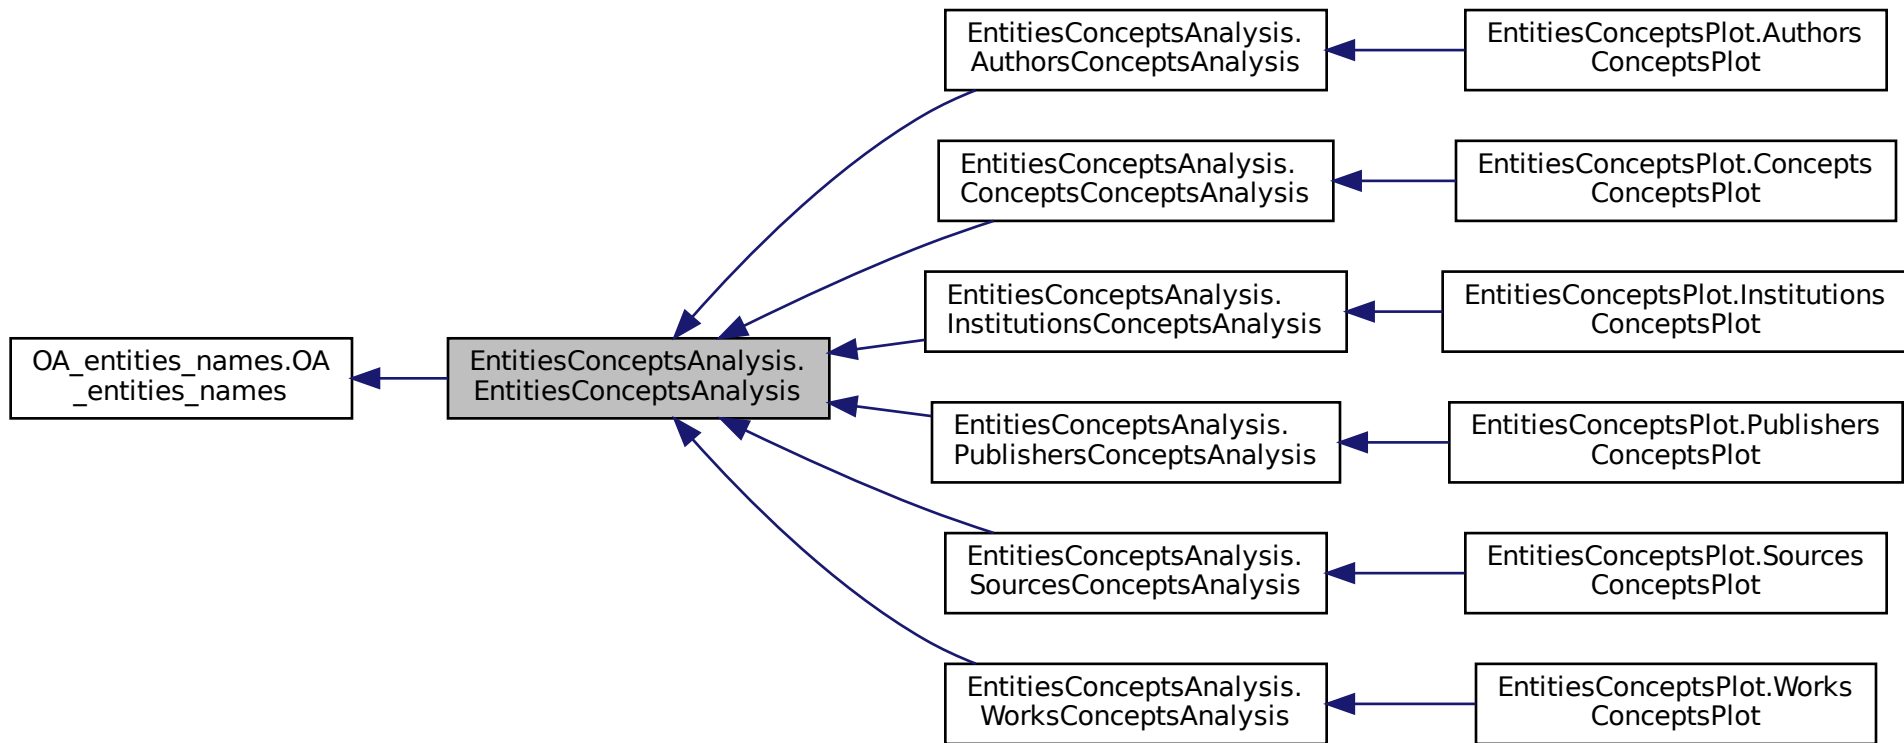 EntitiesConceptsAnalysis.
AuthorsConceptsAnalysis
EntitiesConceptsPlot.Authors
ConceptsPlot
EntitiesConceptsAnalysis.
ConceptsConceptsAnalysis
EntitiesConceptsPlot.Concepts
ConceptsPlot
EntitiesConceptsAnalysis.
InstitutionsConceptsAnalysis
EntitiesConceptsPlot.Institutions
ConceptsPlot
OA_entities_names.OA
_entities_names
EntitiesConceptsAnalysis.
EntitiesConceptsAnalysis
EntitiesConceptsAnalysis.
PublishersConceptsAnalysis
EntitiesConceptsPlot.Publishers
ConceptsPlot
EntitiesConceptsAnalysis.
SourcesConceptsAnalysis
EntitiesConceptsPlot.Sources
ConceptsPlot
EntitiesConceptsAnalysis.
WorksConceptsAnalysis
EntitiesConceptsPlot.Works
ConceptsPlot